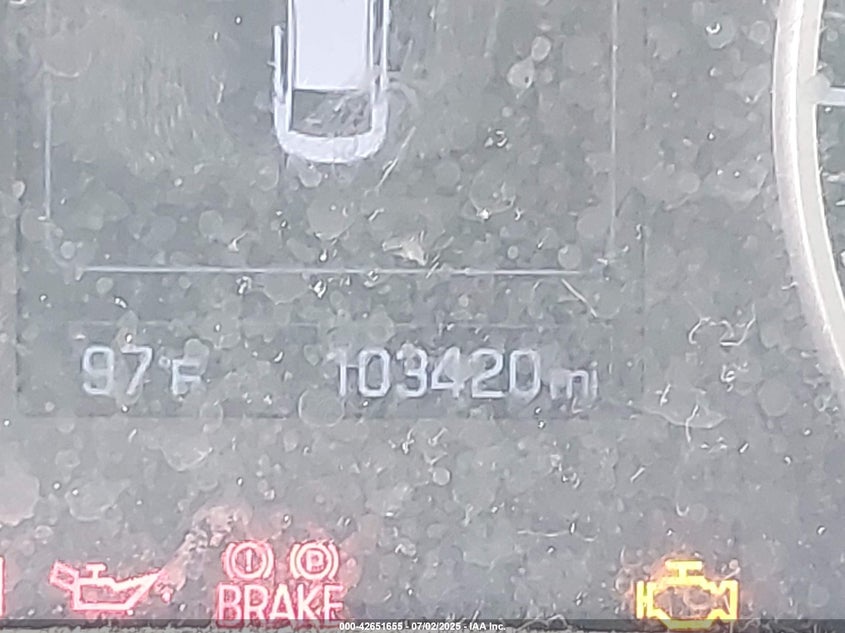 97°F 103420 mi
(!) (P)
BRAKE
000-42651655 - 07/02/2025 - IAA Inc.